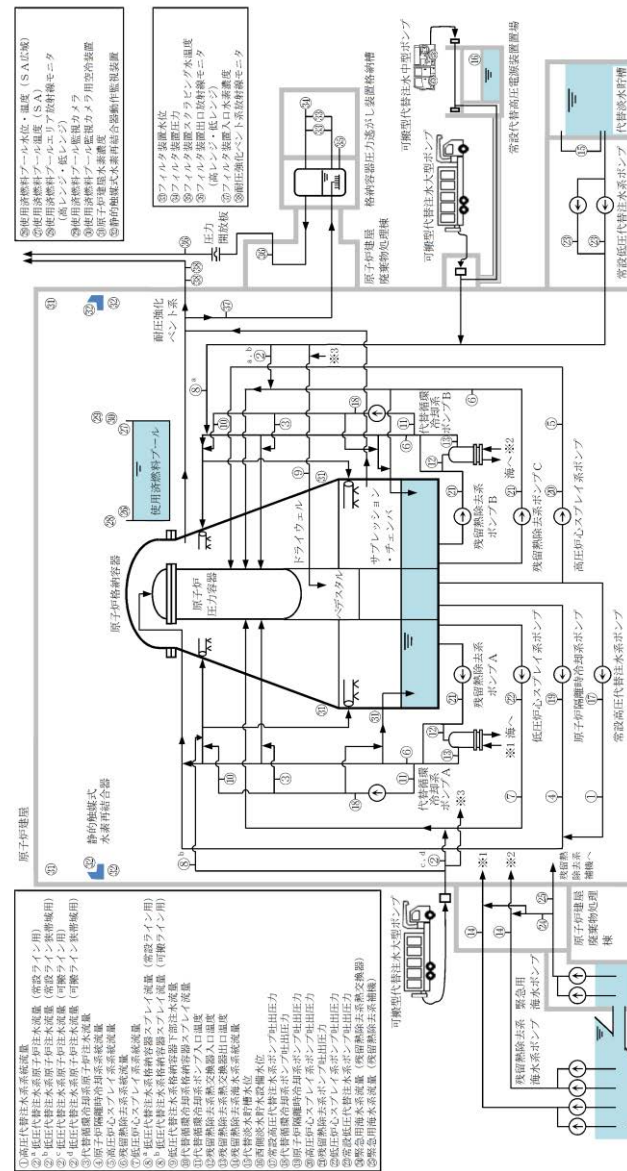 ①高圧代替注水系系統流量
②ᵃ低圧代替注水系原子炉注水流量(常設ライン用)
②ᵇ低圧代替注水系原子炉注水流量(常設ライン狭帯域用)
②ᶜ低圧代替注水系原子炉注水流量(可搬ライン用)
②ᵈ低圧代替注水系原子炉注水流量(可搬ライン狭帯域用)
③代替循環冷却系原子炉注水流量
④原子炉隔離時冷却系系統流量
⑤高圧炉心スプレイ系系統流量
⑥残留熱除去系系統流量
⑦低圧炉心スプレイ系系統流量
⑧ᵃ低圧代替注水系格納容器スプレイ流量(常設ライン用)
⑧ᵇ低圧代替注水系格納容器スプレイ流量(可搬ライン用)
⑨低圧代替注水系格納容器下部注水流量
⑩代替循環冷却系格納容器スプレイ流量
⑪代替循環冷却系ポンプ入口温度
⑫残留熱除去系熱交換器入口温度
⑬残留熱除去系熱交換器出口温度
⑭残留熱除去系海水系系統流量
⑮代替淡水貯槽水位
⑯西側淡水貯水設備水位
⑰常設高圧代替注水系ポンプ吐出圧力
⑱代替循環冷却系ポンプ吐出圧力
⑲原子炉隔離時冷却系ポンプ吐出圧力
⑳高圧炉心スプレイ系ポンプ吐出圧力
㉑残留熱除去系ポンプ吐出圧力
㉒低圧炉心スプレイ系ポンプ吐出圧力
㉓常設低圧代替注水系ポンプ吐出圧力
㉔緊急用海水系流量(残留熱除去系熱交換器)
㉕緊急用海水系流量(残留熱除去系補機)
㉖使用済燃料プール水位・温度(SA広域)
㉗使用済燃料プール温度(SA)
㉘使用済燃料プールエリア放射線モニタ
(高レンジ・低レンジ)
㉙使用済燃料プール監視カメラ
㉚使用済燃料プール監視カメラ用空冷装置
㉛原子炉建屋水素濃度
㉜静的触媒式水素再結合器動作監視装置
㉝フィルタ装置水位
㉞フィルタ装置圧力
㉟フィルタ装置スクラビング水温度
㊱フィルタ装置出口放射線モニタ
(高レンジ・低レンジ)
㊲フィルタ装置入口水素濃度
㊳耐圧強化ベント系放射線モニタ
原子炉建屋
静的触媒式
水素再結合器
原子炉格納容器
使用済燃料プール
原子炉
圧力容器
ドライウェル
ペデスタル
サプレッション
・チェンバ
耐圧強化
ベント系
圧力
開放板
原子炉建屋
廃棄物処理棟
格納容器圧力逃がし装置格納槽
可搬型代替注水大型ポンプ
可搬型代替注水中型ポンプ
常設代替高圧電源装置置場
代替淡水貯槽
常設低圧代替注水系ポンプ
代替循環
冷却系
ポンプA
代替循環
冷却系
ポンプB
残留熱除去系
ポンプA
残留熱除去系
ポンプB
残留熱除去系ポンプC
低圧炉心スプレイ系ポンプ
原子炉隔離時冷却系ポンプ
高圧炉心スプレイ系ポンプ
常設高圧代替注水系ポンプ
※1 海へ
海へ※2
※3
※3
可搬型代替注水大型ポンプ
※1
※2
残留熱除去系
補機へ
原子炉建屋
廃棄物処理
棟
残留熱除去系
海水系ポンプ
緊急用
海水ポンプ